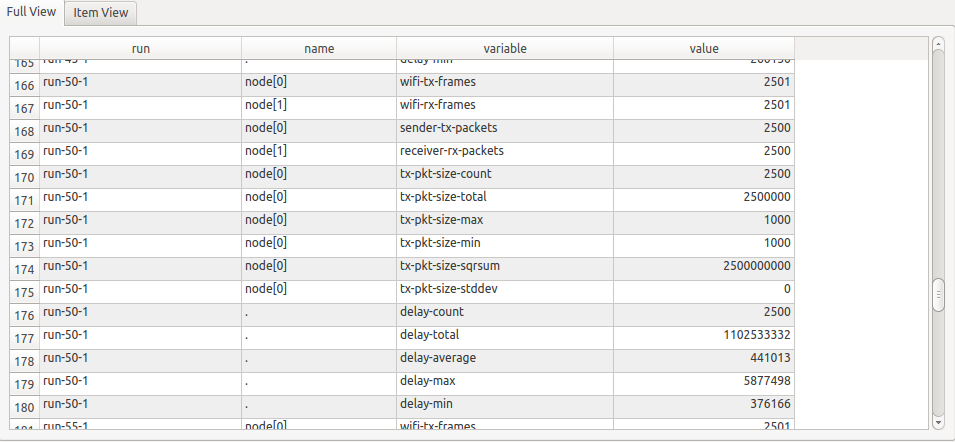 Full View Item View
run name variable value
165 run-45-1 . delay-min
166 run-50-1 node[0] wifi-tx-frames 2501
167 run-50-1 node[1] wifi-rx-frames 2501
168 run-50-1 node[0] sender-tx-packets 2500
169 run-50-1 node[1] receiver-rx-packets 2500
170 run-50-1 node[0] tx-pkt-size-count 2500
171 run-50-1 node[0] tx-pkt-size-total 2500000
172 run-50-1 node[0] tx-pkt-size-max 1000
173 run-50-1 node[0] tx-pkt-size-min 1000
174 run-50-1 node[0] tx-pkt-size-sqrsum 2500000000
175 run-50-1 node[0] tx-pkt-size-stddev 0
176 run-50-1 . delay-count 2500
177 run-50-1 . delay-total 1102533332
178 run-50-1 . delay-average 441013
179 run-50-1 . delay-max 5877498
180 run-50-1 . delay-min 376166
181 run-55-1 node[0] wifi-tx-frames 2501